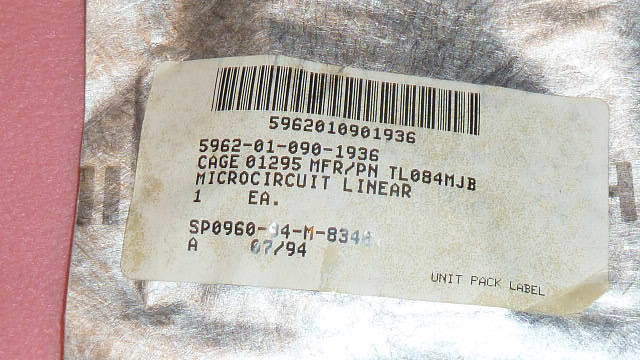 5962010901936
5962-01-090-1936
CAGE 01295 MFR/PN TL084MJB
MICROCIRCUIT LINEAR
1 EA.
A 07/94
UNIT PACK LABEL